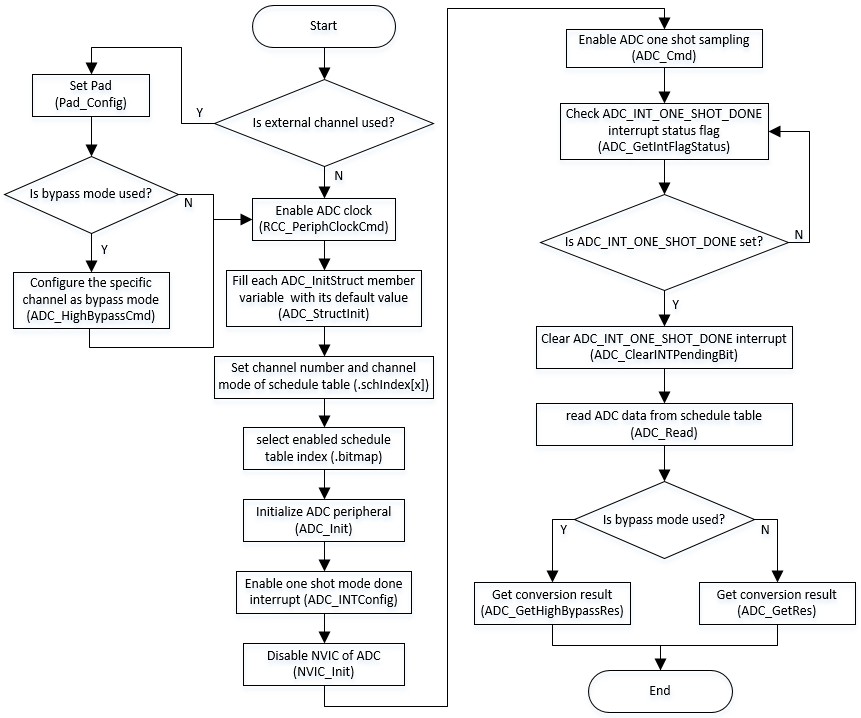 Start
Is external channel used?
Y
N
Set Pad
(Pad_Config)
Is bypass mode used?
N
Y
Configure the specific
channel as bypass mode
(ADC_HighBypassCmd)
Enable ADC clock
(RCC_PeriphClockCmd)
Fill each ADC_InitStruct member
variable with its default value
(ADC_StructInit)
Set channel number and channel
mode of schedule table (.schIndex[x])
select enabled schedule
table index (.bitmap)
Initialize ADC peripheral
(ADC_Init)
Enable one shot mode done
interrupt (ADC_INTConfig)
Disable NVIC of ADC
(NVIC_Init)
Enable ADC one shot sampling
(ADC_Cmd)
Check ADC_INT_ONE_SHOT_DONE
interrupt status flag
(ADC_GetIntFlagStatus)
Is ADC_INT_ONE_SHOT_DONE set?
N
Y
Clear ADC_INT_ONE_SHOT_DONE interrupt
(ADC_ClearINTPendingBit)
read ADC data from schedule table
(ADC_Read)
Is bypass mode used?
Y
N
Get conversion result
(ADC_GetHighBypassRes)
Get conversion result
(ADC_GetRes)
End